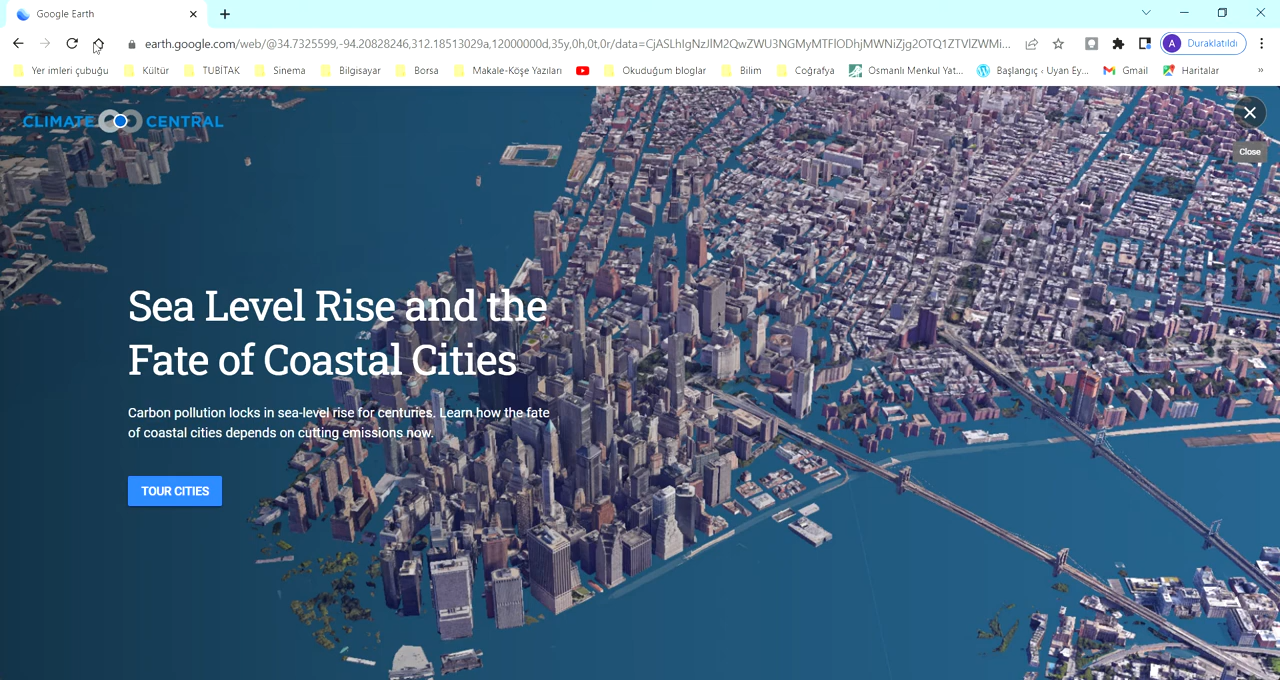 Google Earth
earth.google.com/web/@34.7325599,-94.20828246,312.18513029a,12000000d,35y,0h,0t,0r/data=CjASLhIgNzJlM2QwZWU3NGMyMTFlODhjMWNiZjg2OTQ1ZTVlZWMi...
A Duraklatıldı
Yer imleri çubuğu Kültür TUBİTAK Sinema Bilgisayar Borsa Makale-Köşe Yazıları Okuduğum bloglar Bilim Coğrafya Osmanlı Menkul Yat... Başlangıç ‹ Uyan Ey... Gmail Haritalar »
CLIMATE CENTRAL
Close
Sea Level Rise and the
Fate of Coastal Cities
Carbon pollution locks in sea-level rise for centuries. Learn how the fate
of coastal cities depends on cutting emissions now.
TOUR CITIES